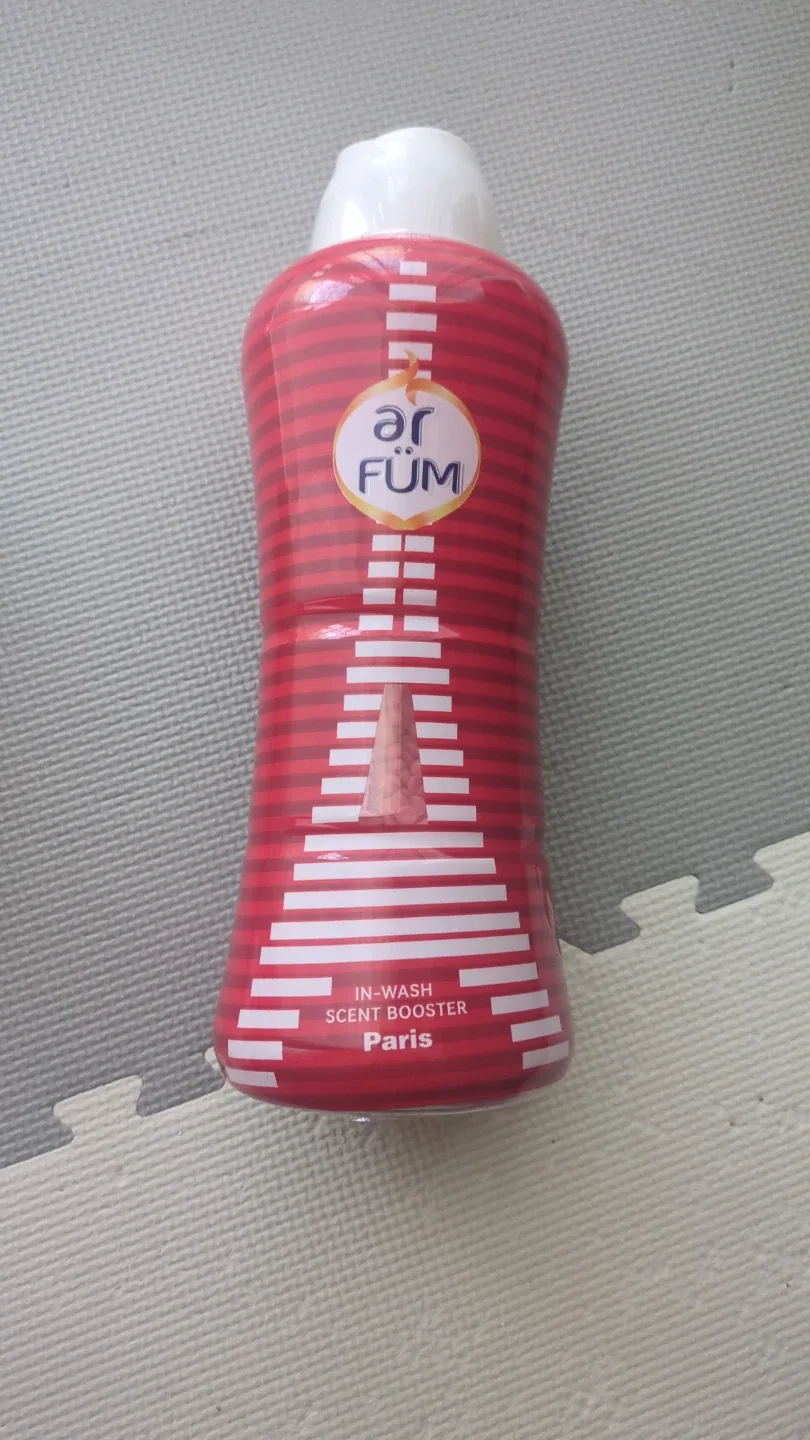 ar
FÜM
IN-WASH
SCENT BOOSTER
Paris